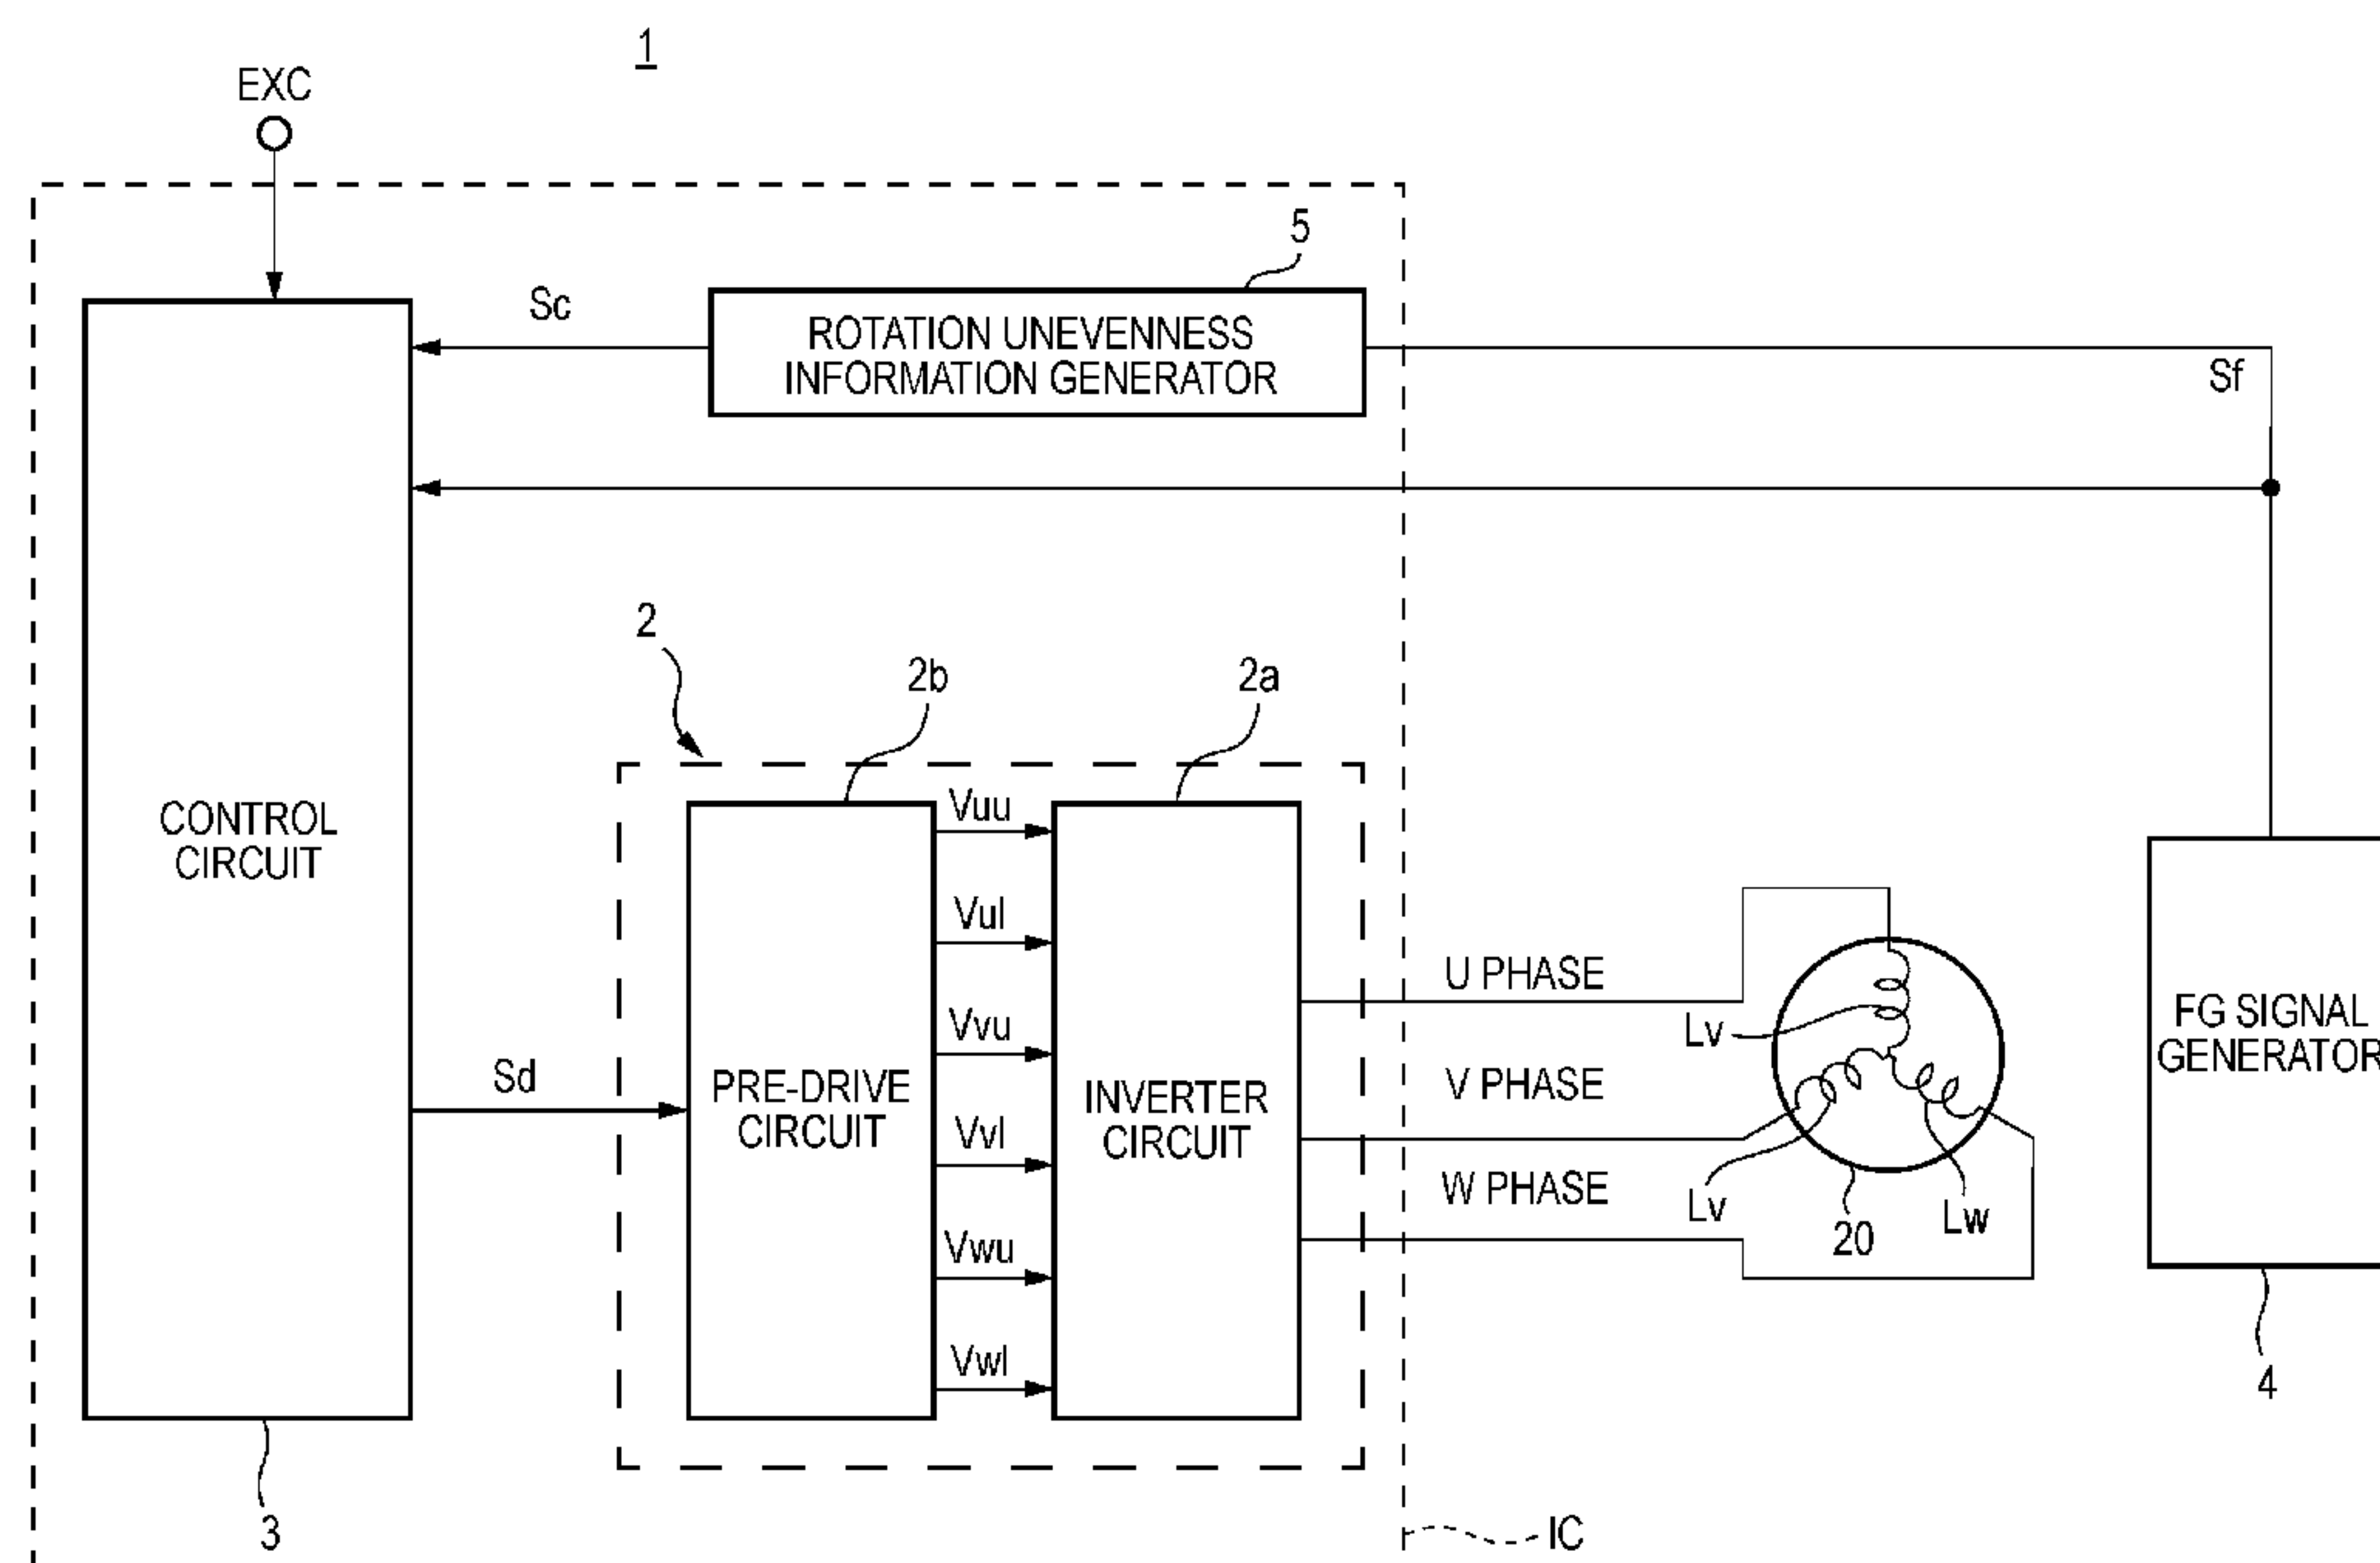 1
EXC
5
Sc
ROTATION UNEVENNESS
INFORMATION GENERATOR
Sf
2
2b
2a
CONTROL
CIRCUIT
Sd
PRE-DRIVE
CIRCUIT
Vuu
Vul
Vvu
Vvl
Vwu
Vwl
INVERTER
CIRCUIT
U PHASE
V PHASE
W PHASE
Lv
Lv
Lw
20
FG SIGNAL
GENERATOR
4
3
IC